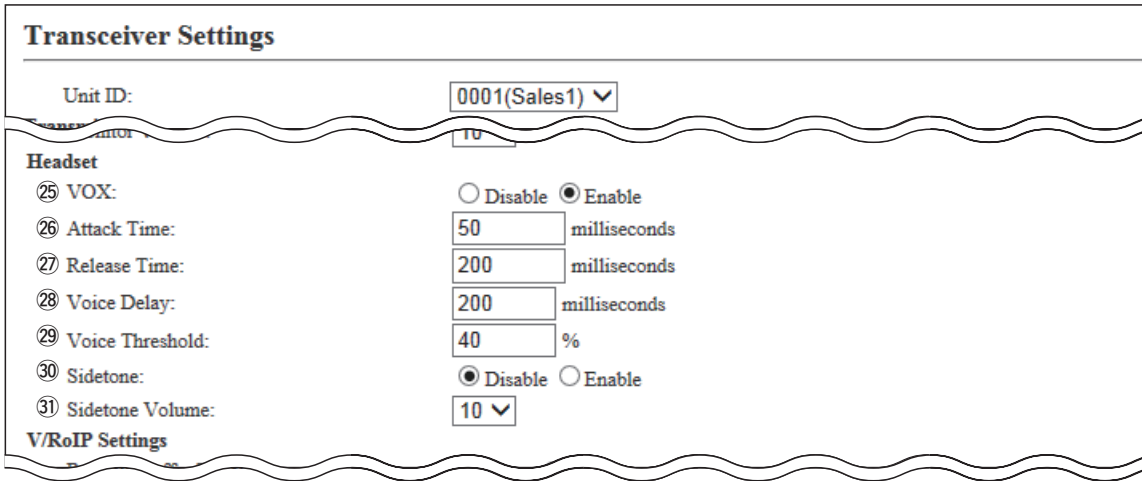 Transceiver Settings
Unit ID: 0001(Sales1)
10
Headset
㉕ VOX: Disable Enable
㉖ Attack Time: 50 milliseconds
㉗ Release Time: 200 milliseconds
㉘ Voice Delay: 200 milliseconds
㉙ Voice Threshold: 40 %
㉚ Sidetone: Disable Enable
㉛ Sidetone Volume: 10
V/RoIP Settings